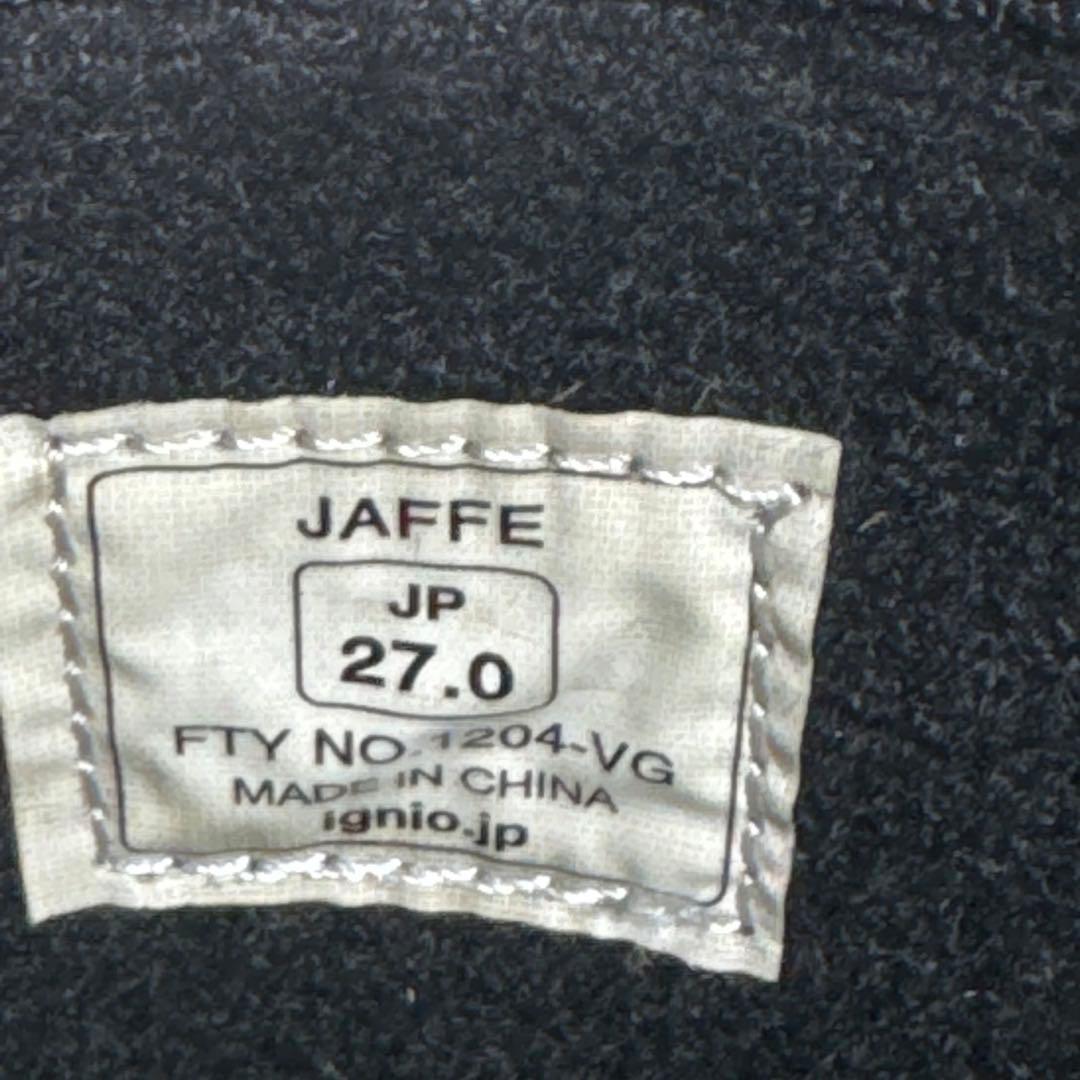 JAFFE
JP
27.0
FTY NO.1204-VG
MADE IN CHINA
ignio.jp